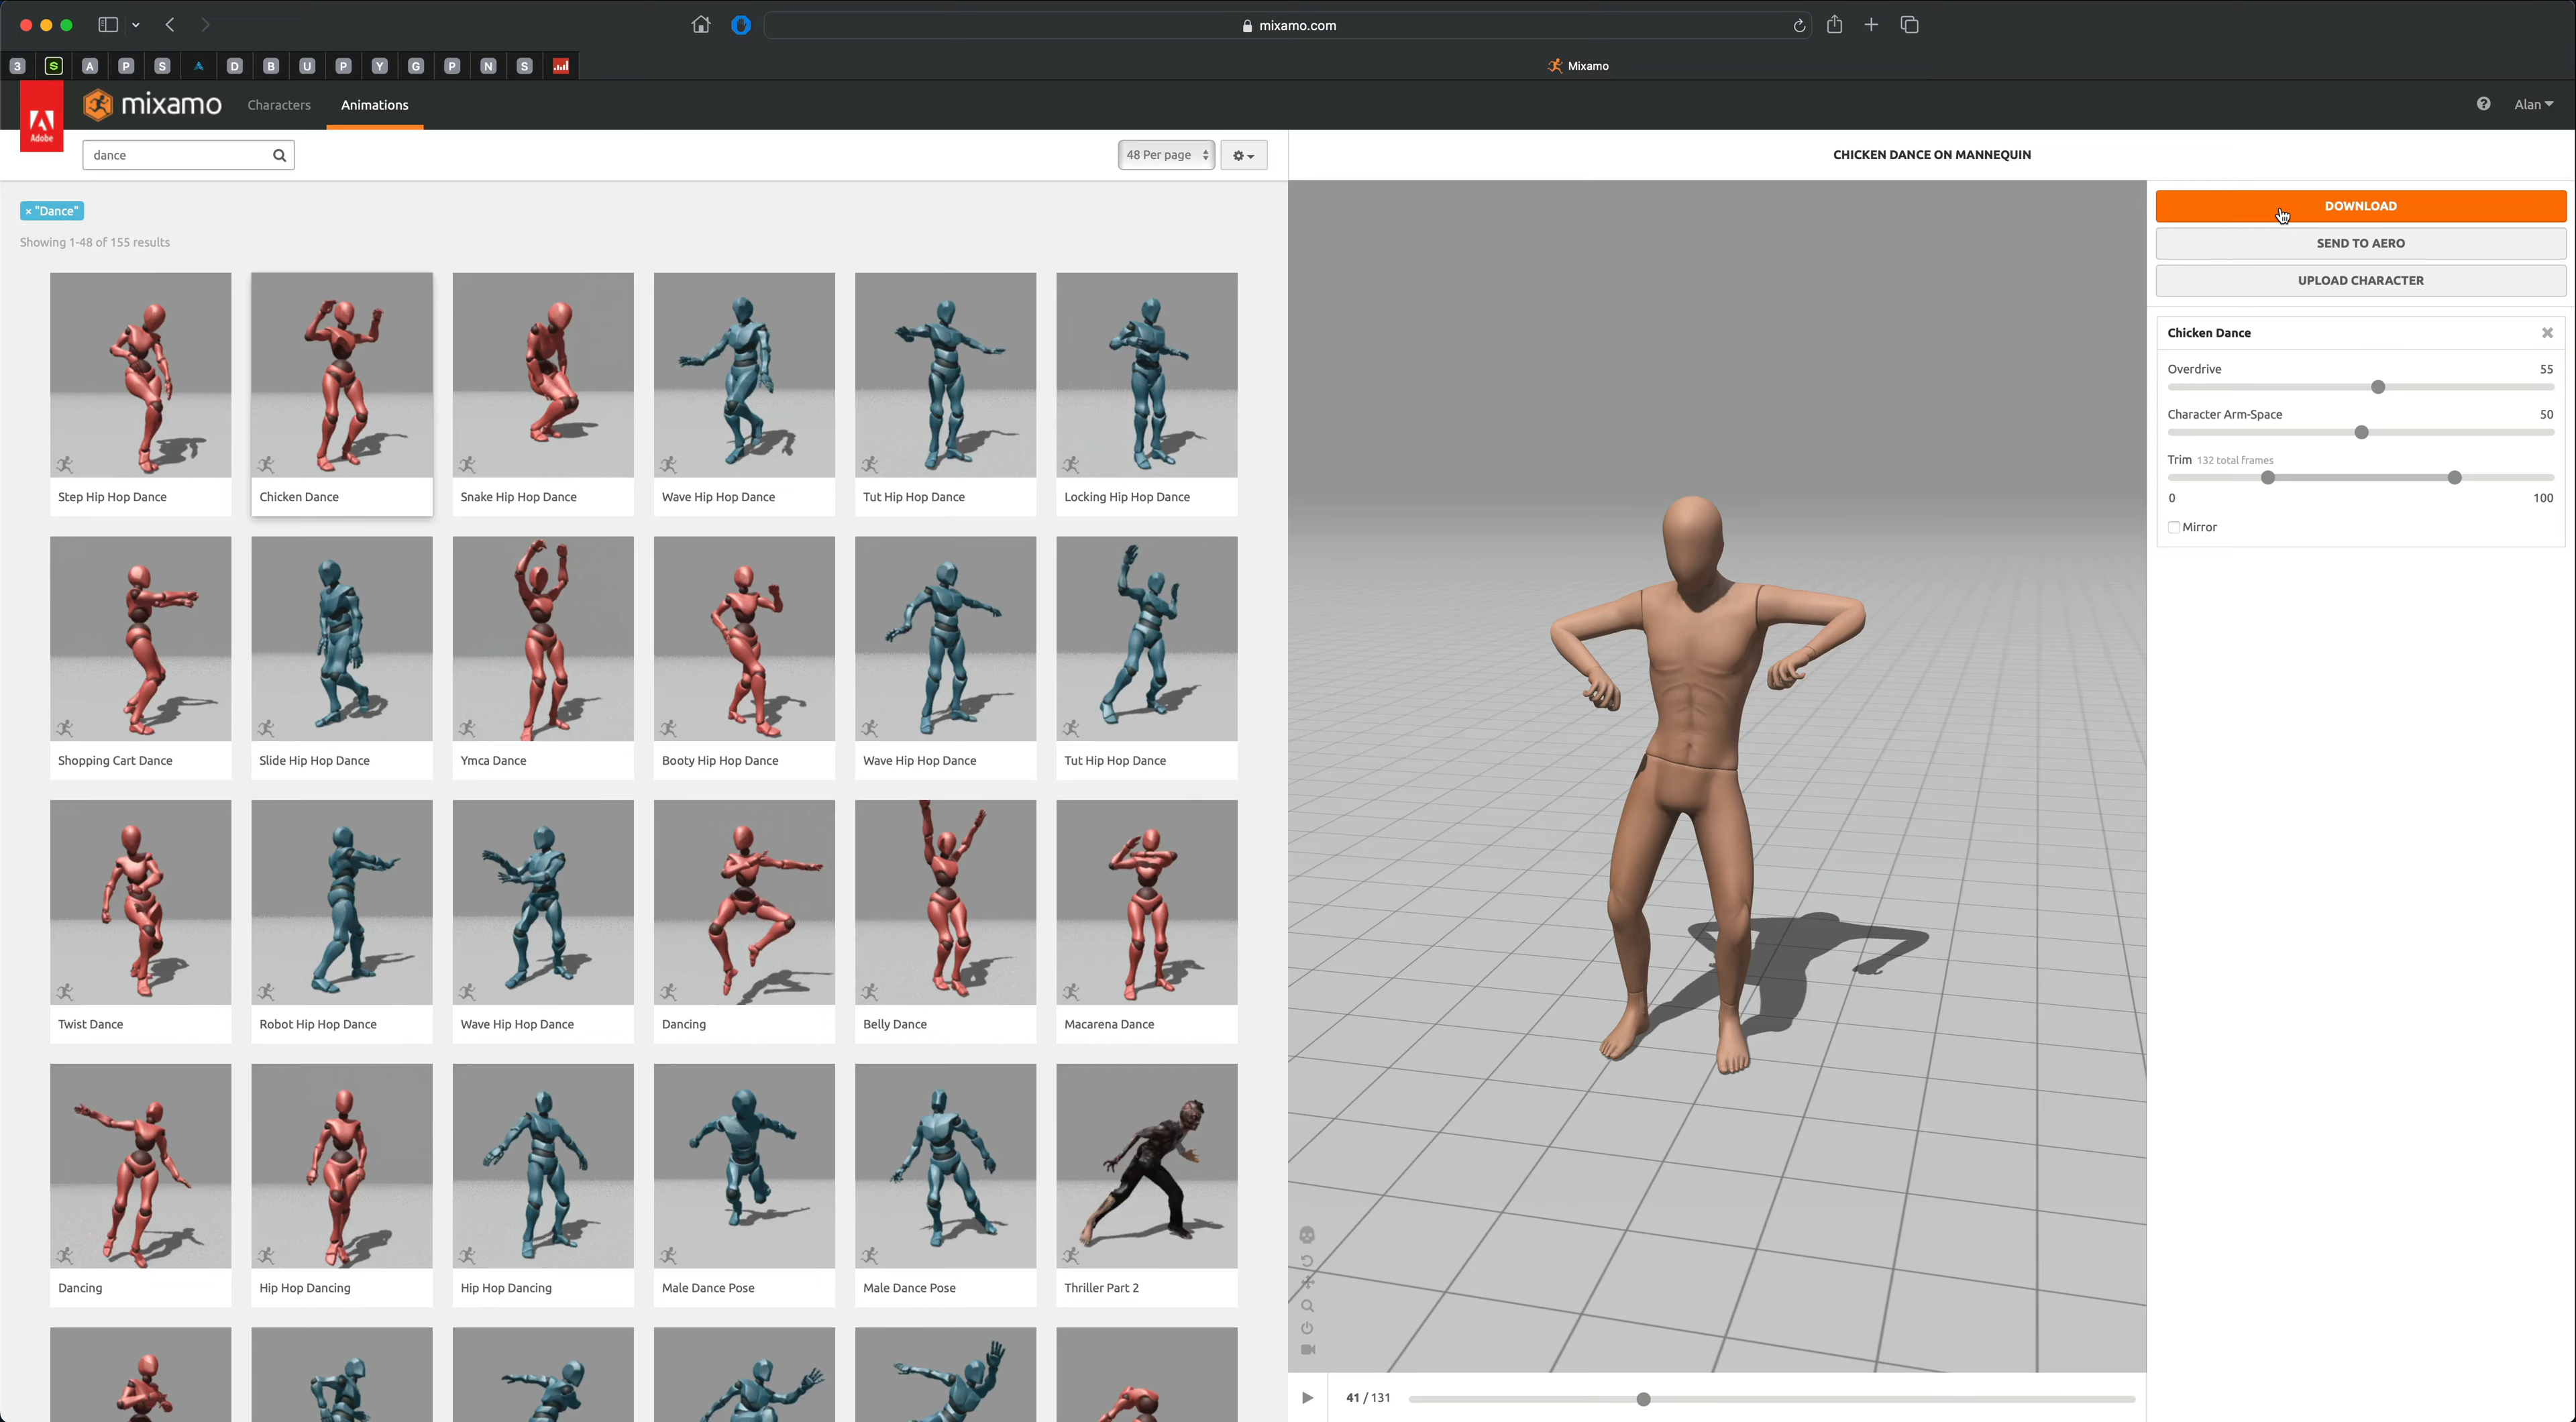 mixamo.com
3 S A P S D B U P Y G P N S
Mixamo
Adobe
mixamo
Characters
Animations
Alan
dance
48 Per page
CHICKEN DANCE ON MANNEQUIN
× "Dance"
Showing 1-48 of 155 results
Step Hip Hop Dance
Chicken Dance
Snake Hip Hop Dance
Wave Hip Hop Dance
Tut Hip Hop Dance
Locking Hip Hop Dance
Shopping Cart Dance
Slide Hip Hop Dance
Ymca Dance
Booty Hip Hop Dance
Wave Hip Hop Dance
Tut Hip Hop Dance
Twist Dance
Robot Hip Hop Dance
Wave Hip Hop Dance
Dancing
Belly Dance
Macarena Dance
Dancing
Hip Hop Dancing
Hip Hop Dancing
Male Dance Pose
Male Dance Pose
Thriller Part 2
41 / 131
DOWNLOAD
SEND TO AERO
UPLOAD CHARACTER
Chicken Dance
Overdrive 55
Character Arm-Space 50
Trim 132 total frames
0 100
Mirror